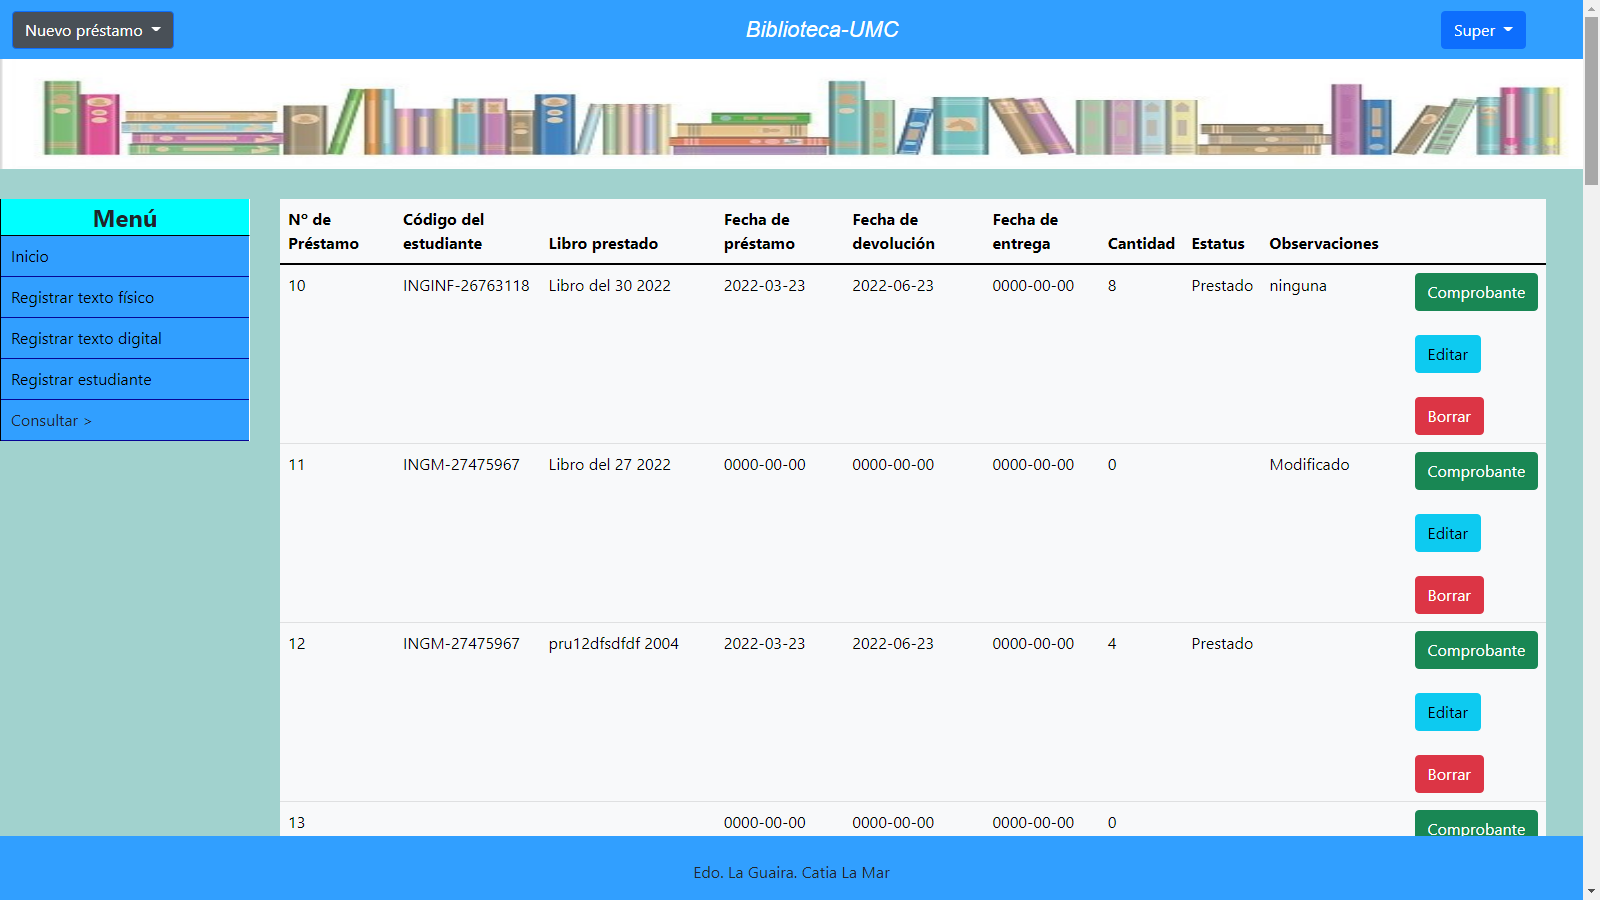 Nuevo préstamo
Biblioteca-UMC
Super
Menú
Inicio
Registrar texto físico
Registrar texto digital
Registrar estudiante
Consultar >
Nº de Préstamo Código del estudiante Libro prestado Fecha de préstamo Fecha de devolución Fecha de entrega Cantidad Estatus Observaciones
10 INGINF-26763118 Libro del 30 2022 2022-03-23 2022-06-23 0000-00-00 8 Prestado ninguna Comprobante
Editar
Borrar
11 INGM-27475967 Libro del 27 2022 0000-00-00 0000-00-00 0000-00-00 0 Modificado Comprobante
Editar
Borrar
12 INGM-27475967 pru12dfsdfdf 2004 2022-03-23 2022-06-23 0000-00-00 4 Prestado Comprobante
Editar
Borrar
13 0000-00-00 0000-00-00 0000-00-00 0 Comprobante
Edo. La Guaira. Catia La Mar